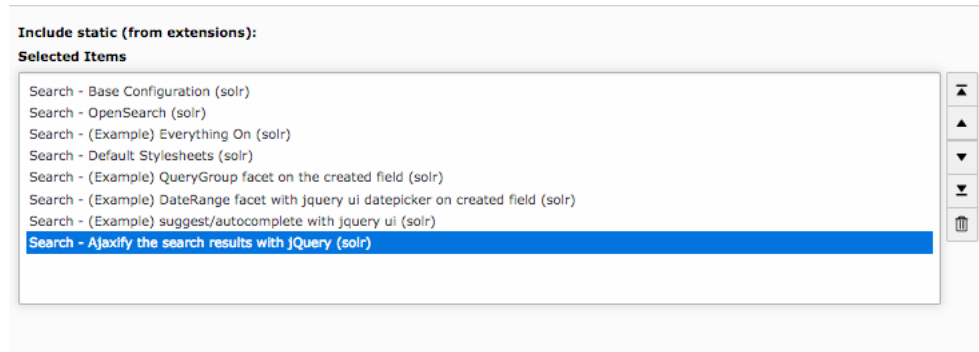 Include static (from extensions):
Selected Items
Search - Base Configuration (solr)
Search - OpenSearch (solr)
Search - (Example) Everything On (solr)
Search - Default Stylesheets (solr)
Search - (Example) QueryGroup facet on the created field (solr)
Search - (Example) DateRange facet with jquery ui datepicker on created field (solr)
Search - (Example) suggest/autocomplete with jquery ui (solr)
Search - Ajaxify the search results with jQuery (solr)